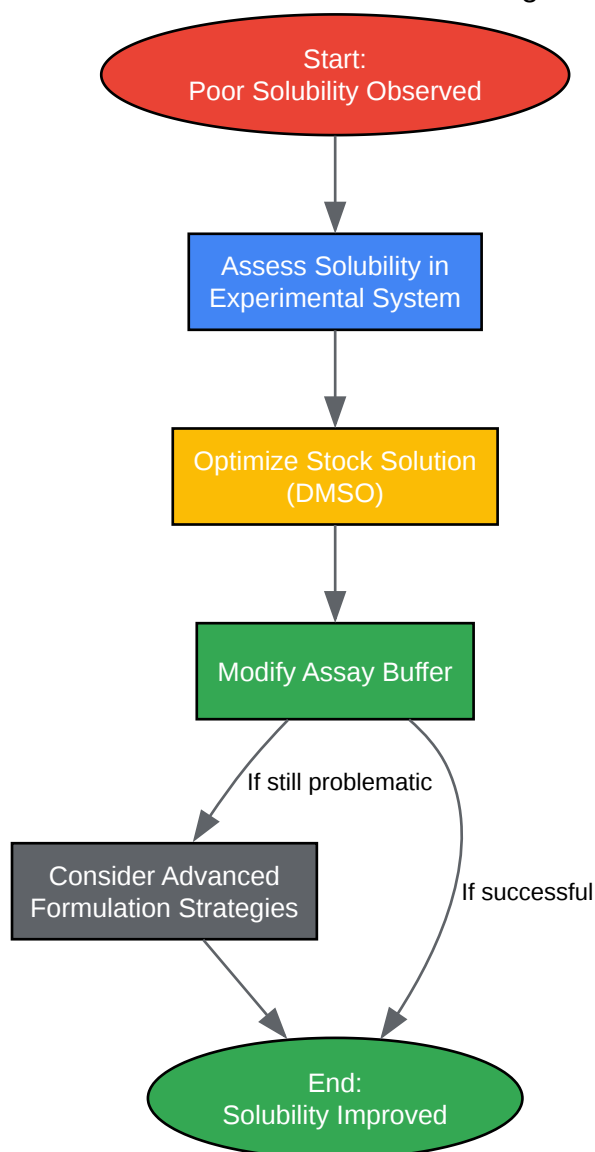 Start:
Poor Solubility Observed
Assess Solubility in
Experimental System
Optimize Stock Solution
(DMSO)
Modify Assay Buffer
If still problematic
Consider Advanced
Formulation Strategies
If successful
End:
Solubility Improved